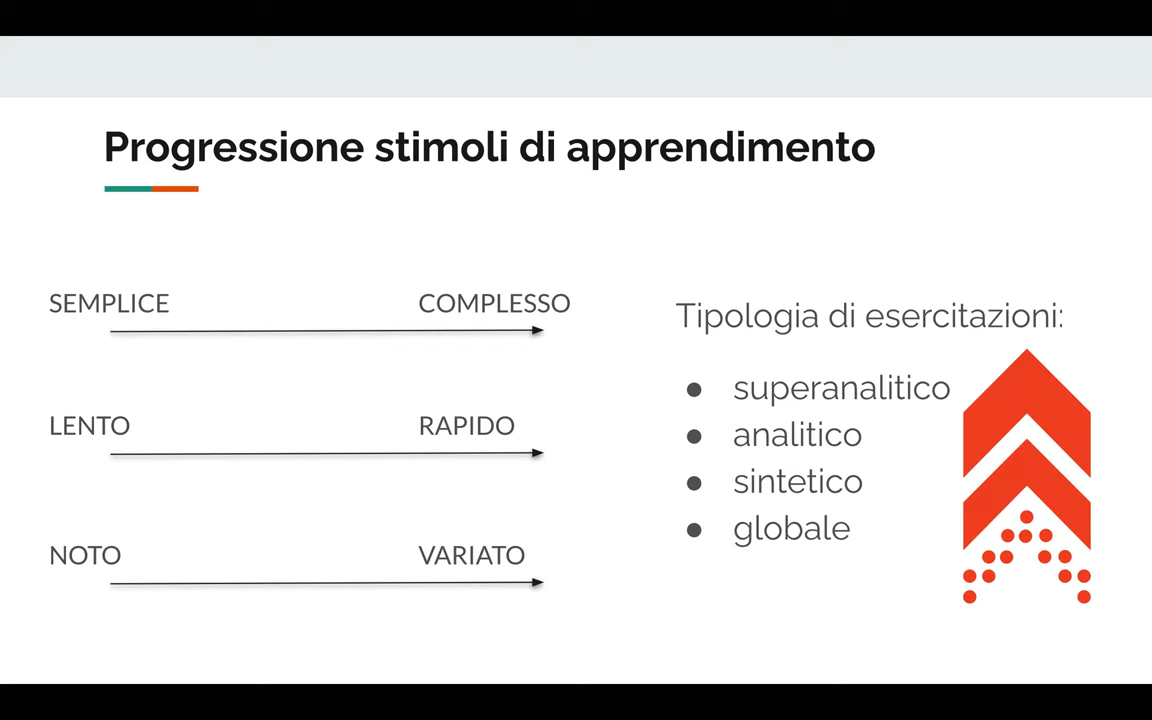 Progressione stimoli di apprendimento
SEMPLICE
COMPLESSO
LENTO
RAPIDO
NOTO
VARIATO
Tipologia di esercitazioni:
● superanalitico
● analitico
● sintetico
● globale